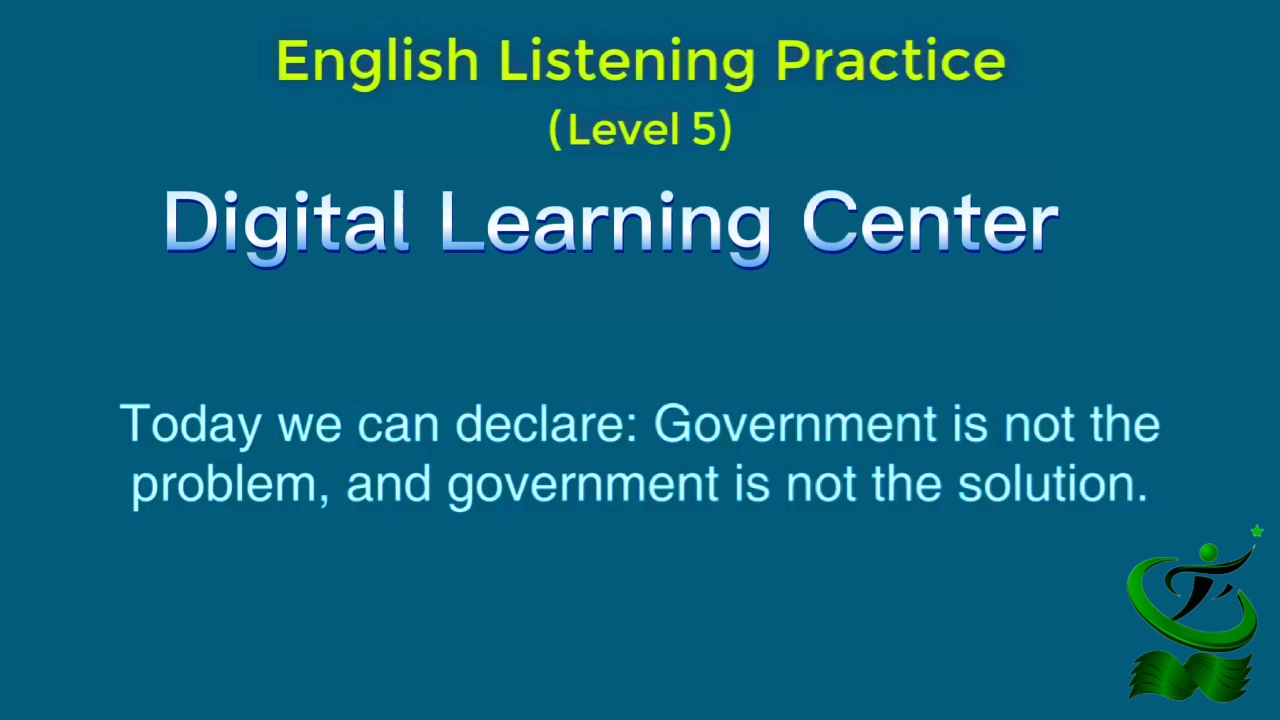 English Listening Practice
(Level 5)
Digital Learning Center
Today we can declare: Government is not the
problem, and government is not the solution.